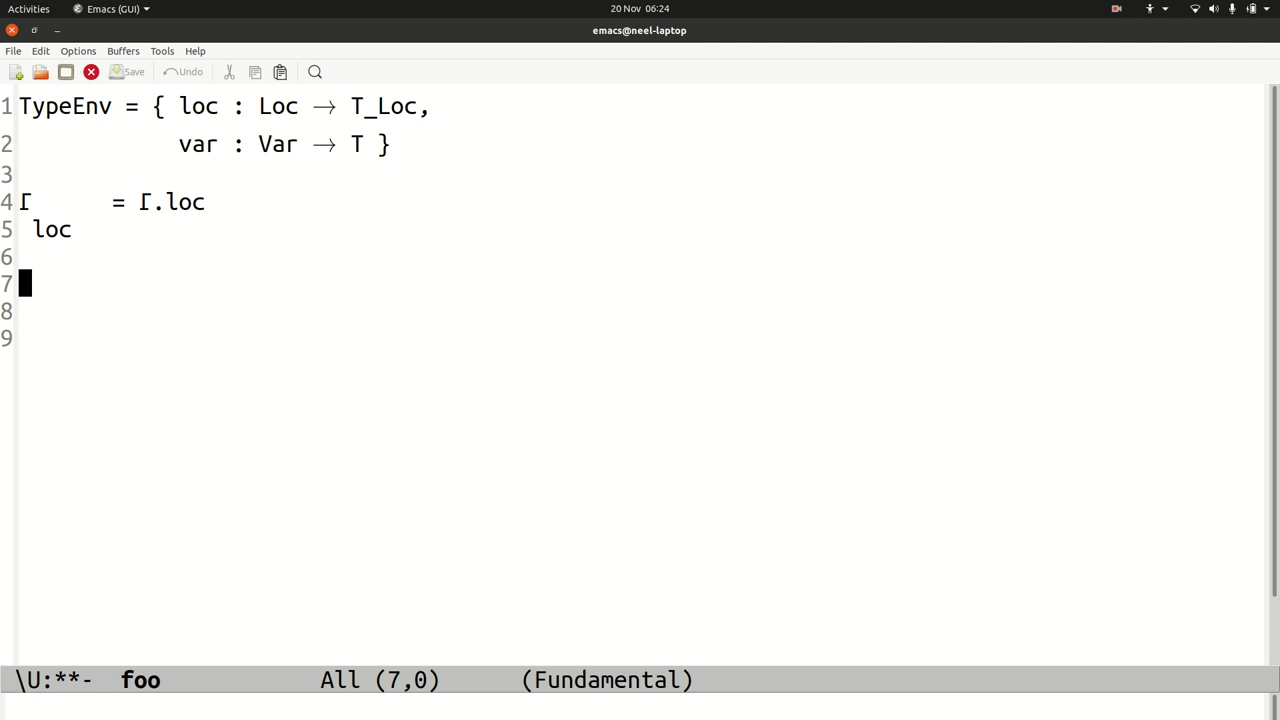 Activities Emacs (GUI) 20 Nov 06:24
emacs@neel-laptop
File Edit Options Buffers Tools Help
Save Undo
1 TypeEnv = { loc : Loc → T_Loc,
2 var : Var → T }
3
4 Γ = Γ.loc
5 loc
6
7
8
9
\U:**- foo All (7,0) (Fundamental)